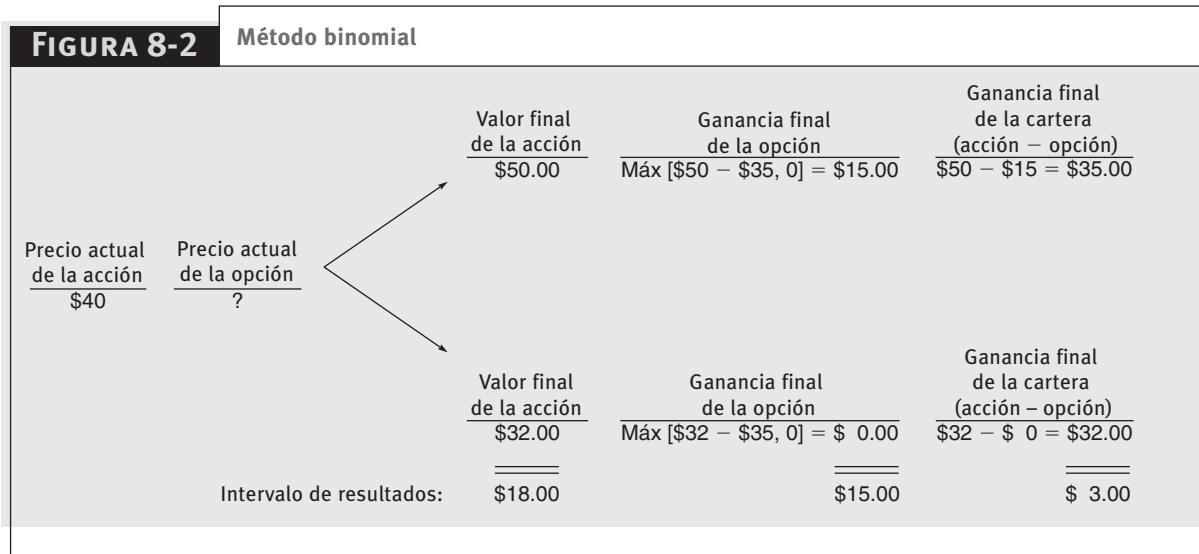 FIGURA 8-2
Método binomial
Valor final
de la acción
$50.00
Ganancia final
de la opción
Máx [$50 − $35, 0] = $15.00
Ganancia final
de la cartera
(acción − opción)
$50 − $15 = $35.00
Precio actual
de la acción
$40
Precio actual
de la opción
?
Valor final
de la acción
$32.00
Ganancia final
de la opción
Máx [$32 − $35, 0] = $ 0.00
Ganancia final
de la cartera
(acción – opción)
$32 − $ 0 = $32.00
Intervalo de resultados: $18.00 $15.00 $ 3.00